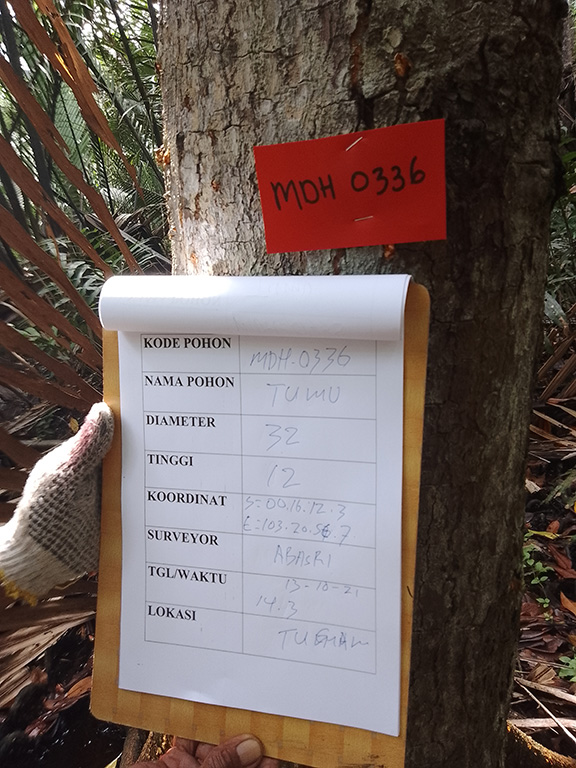 MDH 0336
KODE POHON MDH-0336
NAMA POHON TUMU
DIAMETER 32
TINGGI 12
KOORDINAT S=00.16.12.3
E=103.20.56.7
SURVEYOR ABASRI
TGL/WAKTU 13-10-21
14.3
LOKASI